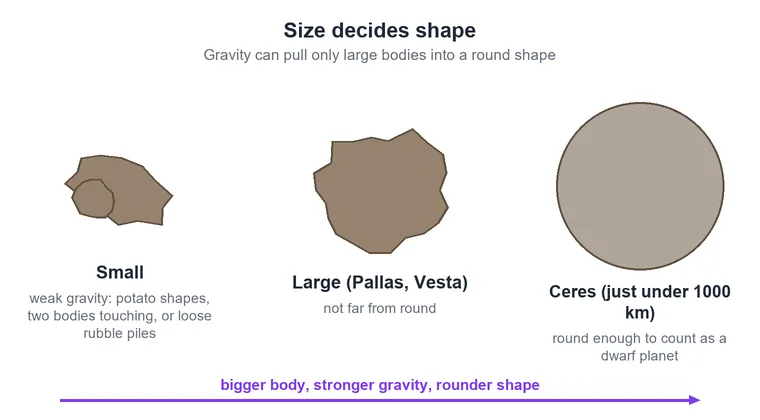 Size decides shape
Gravity can pull only large bodies into a round shape
Small
weak gravity: potato shapes,
two bodies touching, or loose
rubble piles
Large (Pallas, Vesta)
not far from round
Ceres (just under 1000
km)
round enough to count as a
dwarf planet
bigger body, stronger gravity, rounder shape